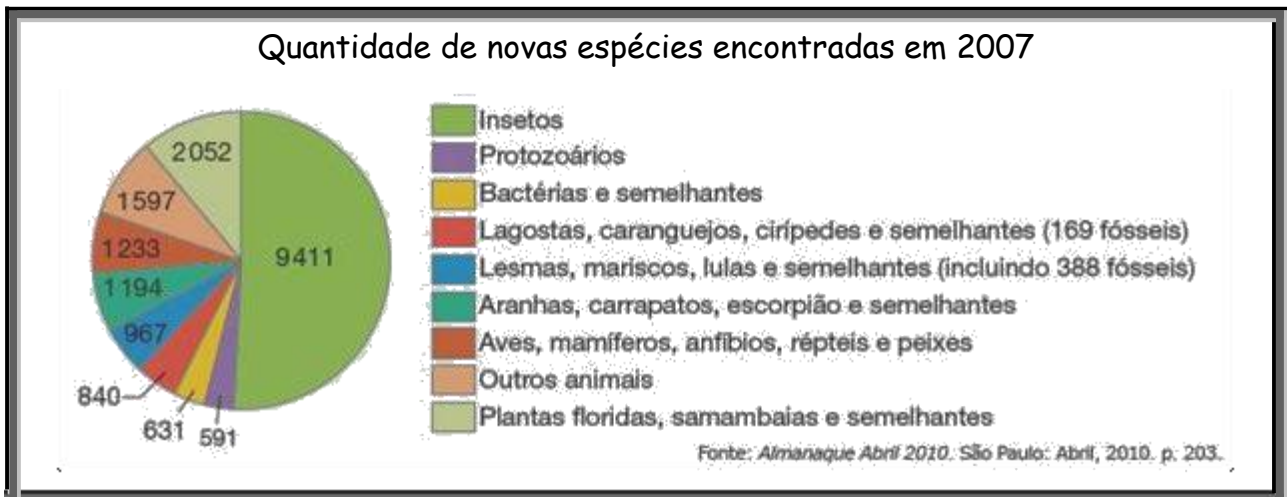 Quantidade de novas espécies encontradas em 2007
2052
1597
1233
1194
967
840
631
591
9411
Insetos
Protozoários
Bactérias e semelhantes
Lagostas, caranguejos, cirípedes e semelhantes (169 fósseis)
Lesmas, mariscos, lulas e semelhantes (incluindo 388 fósseis)
Aranhas, carrapatos, escorpião e semelhantes
Aves, mamíferos, anfíbios, répteis e peixes
Outros animais
Plantas floridas, samambaias e semelhantes
Fonte: Almanaque Abril 2010. São Paulo: Abril, 2010. p. 203.